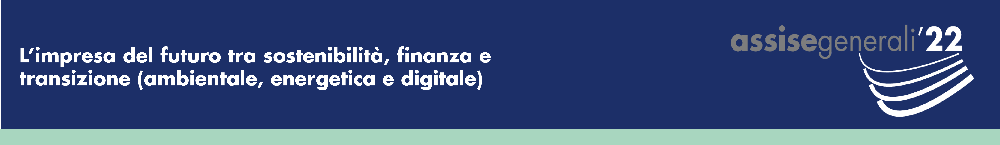 L’impresa del futuro tra sostenibilità, finanza e
transizione (ambientale, energetica e digitale)
assisegenerali’22